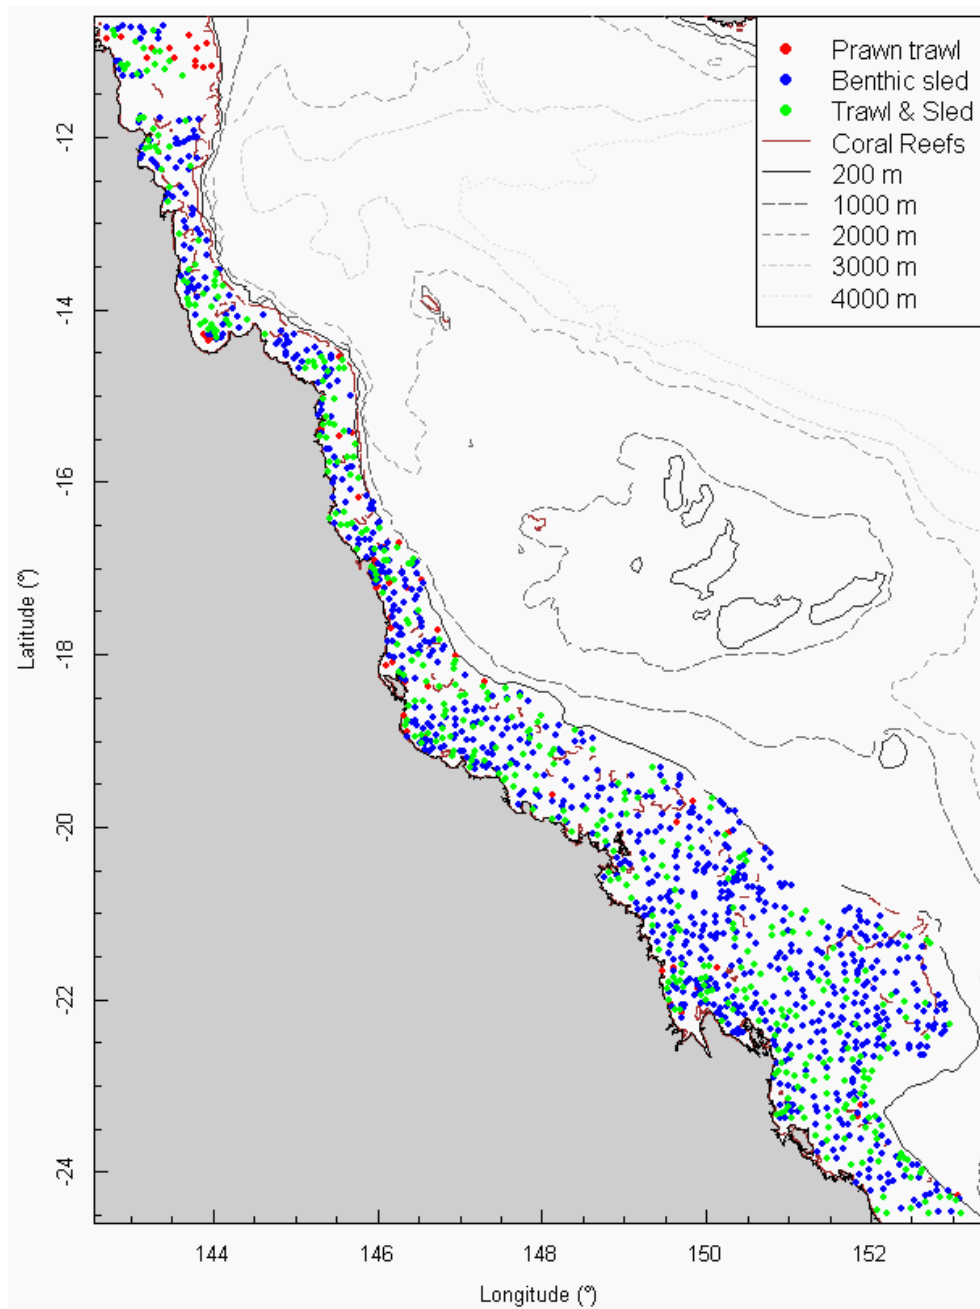 Prawn trawl
Benthic sled
Trawl & Sled
Coral Reefs
200 m
1000 m
2000 m
3000 m
4000 m
-12
-14
-16
-18
-20
-22
-24
Latitude (°)
144 146 148 150 152
Longitude (°)